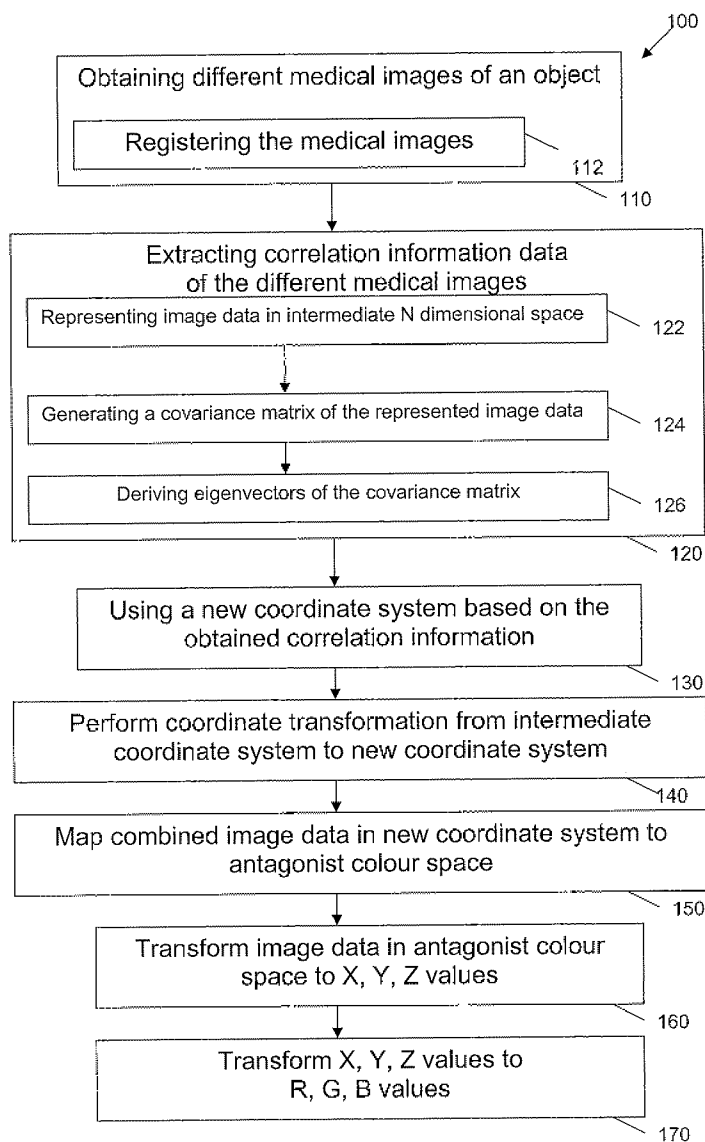 100
Obtaining different medical images of an object
Registering the medical images
112
110
Extracting correlation information data
of the different medical images
Representing image data in intermediate N dimensional space
122
Generating a covariance matrix of the represented image data
124
Deriving eigenvectors of the covariance matrix
126
120
Using a new coordinate system based on the
obtained correlation information
130
Perform coordinate transformation from intermediate
coordinate system to new coordinate system
140
Map combined image data in new coordinate system to
antagonist colour space
150
Transform image data in antagonist colour
space to X, Y, Z values
160
Transform X, Y, Z values to
R, G, B values
170